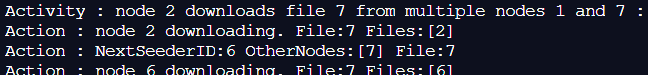 Activity : node 2 downloads file 7 from multiple nodes 1 and 7 :
Action : node 2 downloading. File:7 Files:[2]
Action : NextSeederID:6 OtherNodes:[7] File:7
Action : node 6 downloading. File:7 Files:[6]